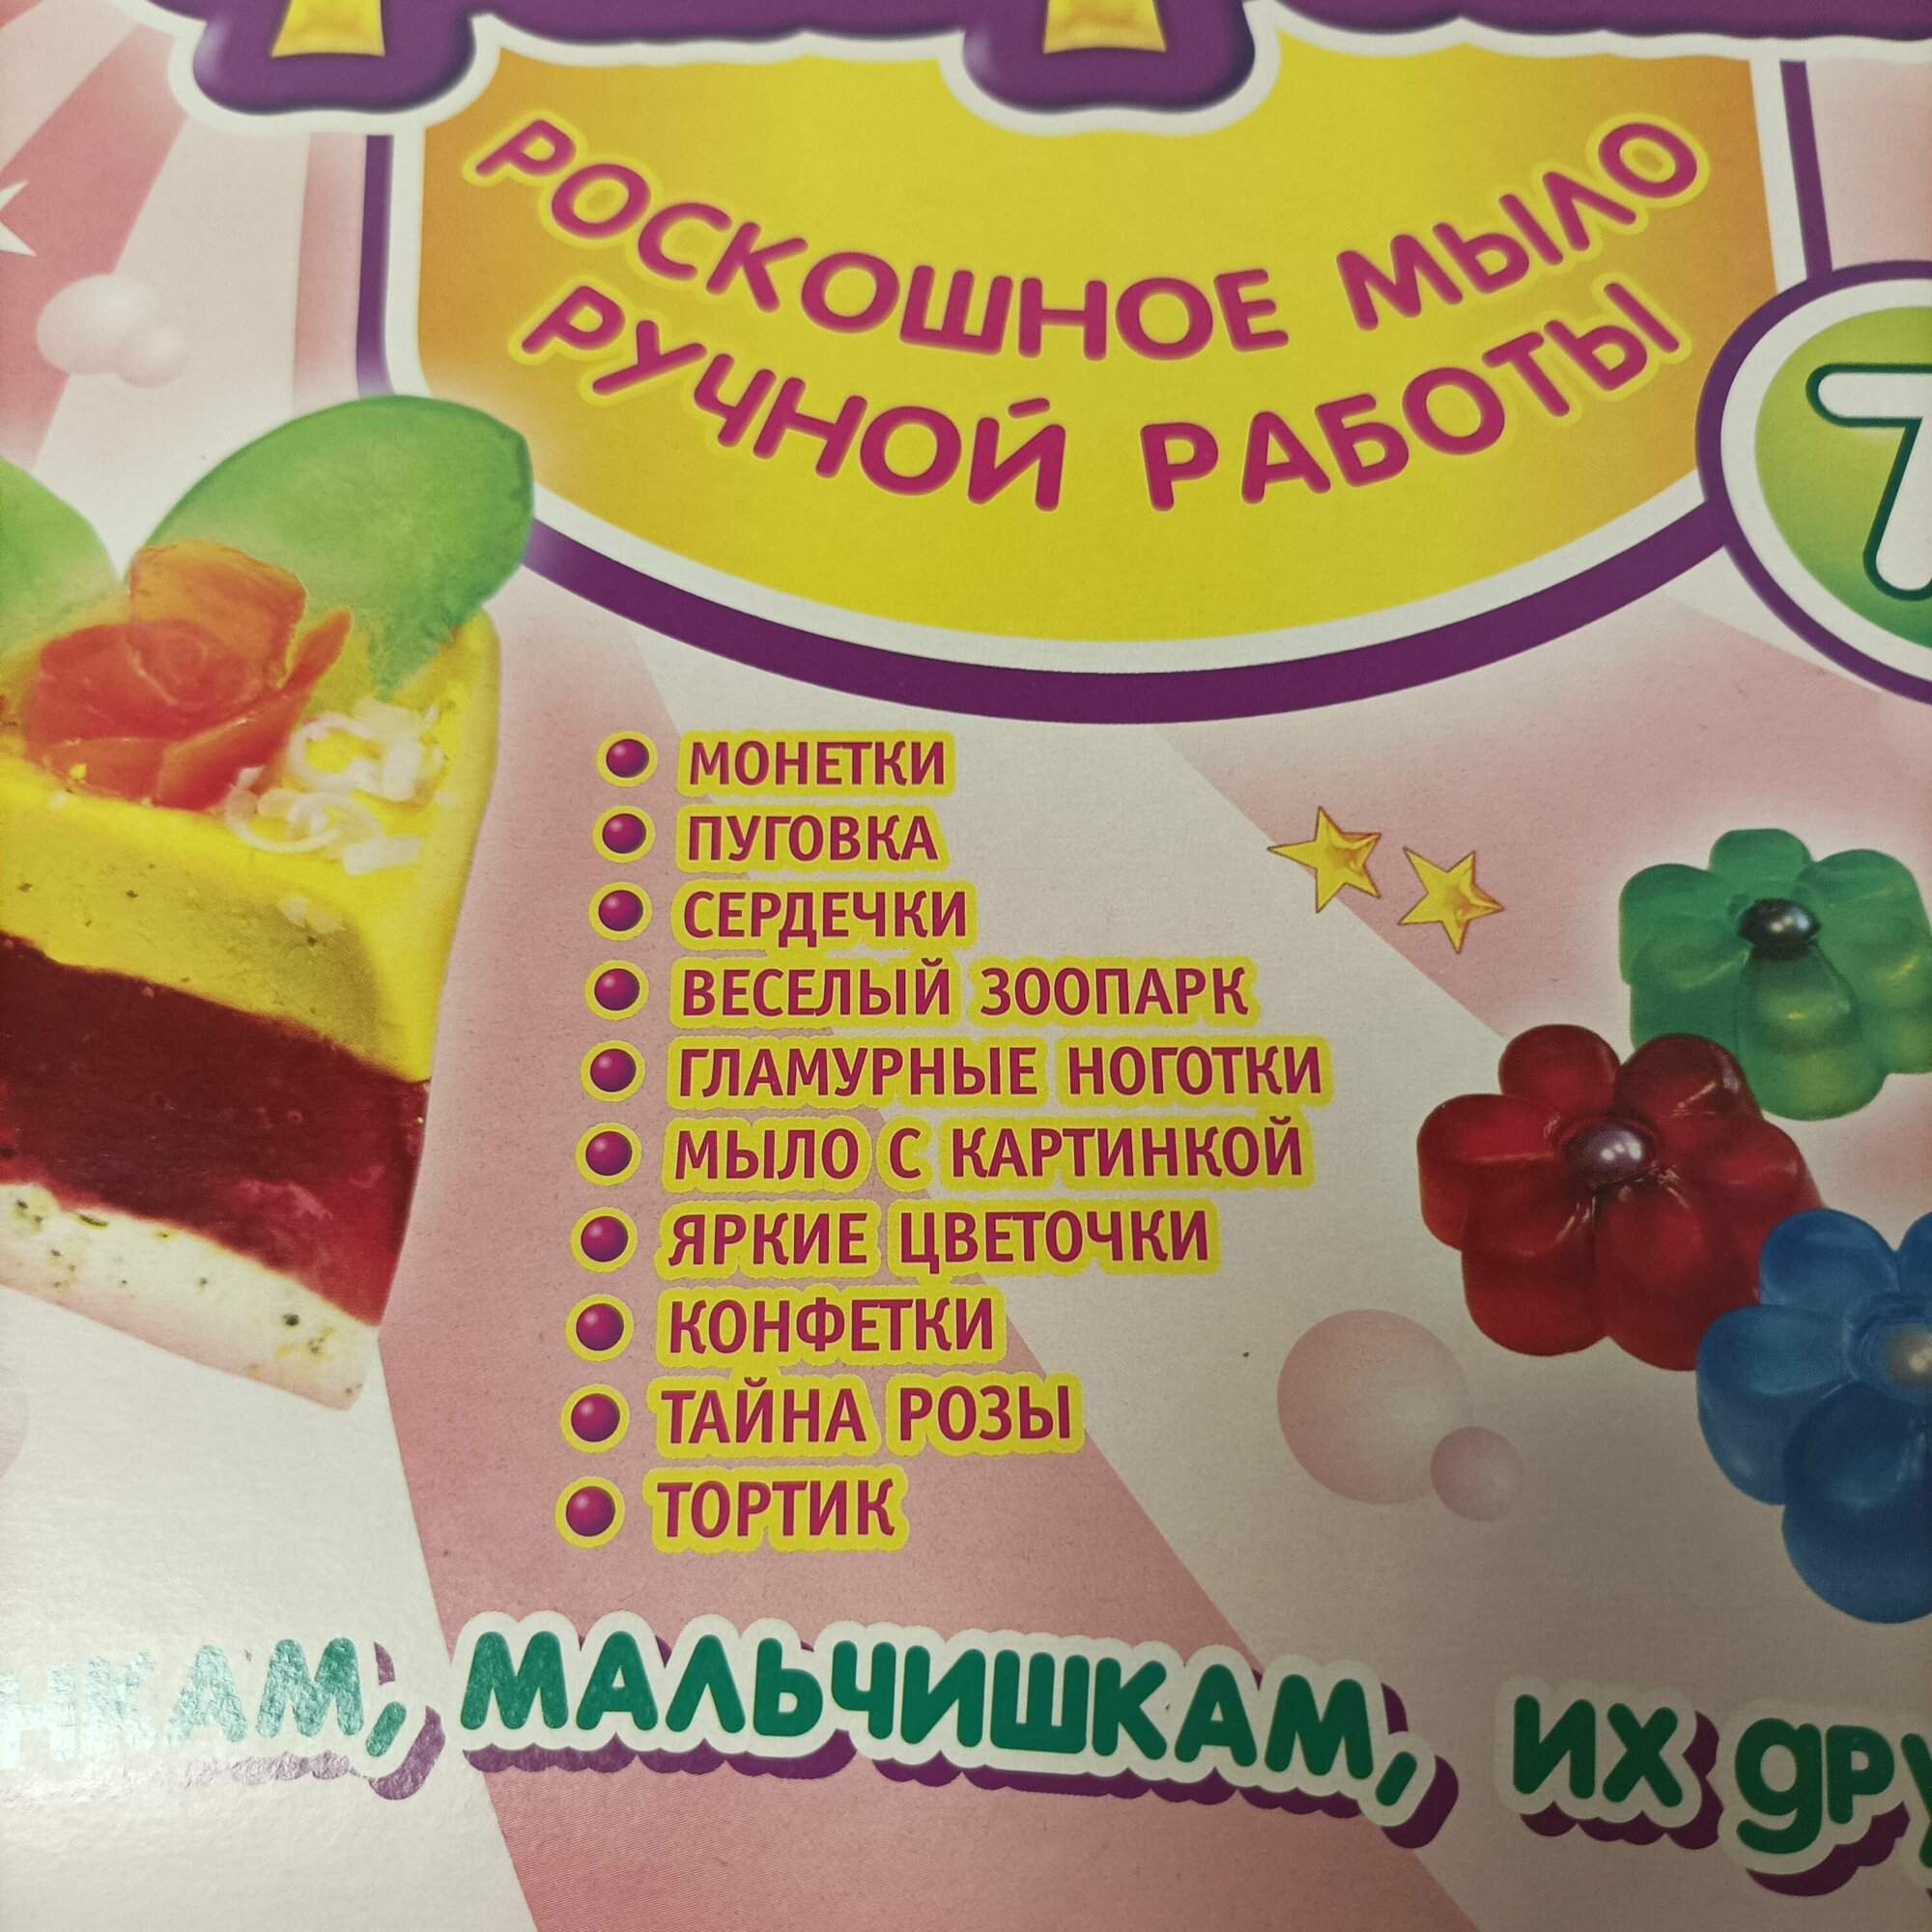 РОСКОШНОЕ МЫЛО
РУЧНОЙ РАБОТЫ
7
МОНЕТКИ
ПУГОВКА
СЕРДЕЧКИ
ВЕСЕЛЫЙ ЗООПАРК
ГЛАМУРНЫЕ НОГОТКИ
МЫЛО С КАРТИНКОЙ
ЯРКИЕ ЦВЕТОЧКИ
КОНФЕТКИ
ТАЙНА РОЗЫ
ТОРТИК
МАЛЬЧИШКАМ, ИХ